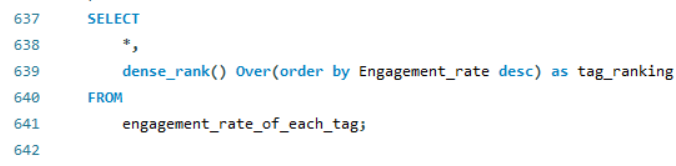 637 SELECT
638 *,
639 dense_rank() Over(order by Engagement_rate desc) as tag_ranking
640 FROM
641 engagement_rate_of_each_tag;
642